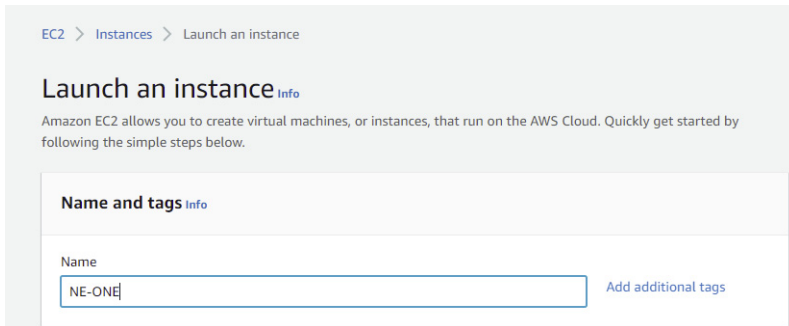 EC2 > Instances > Launch an instance
Launch an instance Info
Amazon EC2 allows you to create virtual machines, or instances, that run on the AWS Cloud. Quickly get started by
following the simple steps below.
Name and tags Info
Name
NE-ONE
Add additional tags